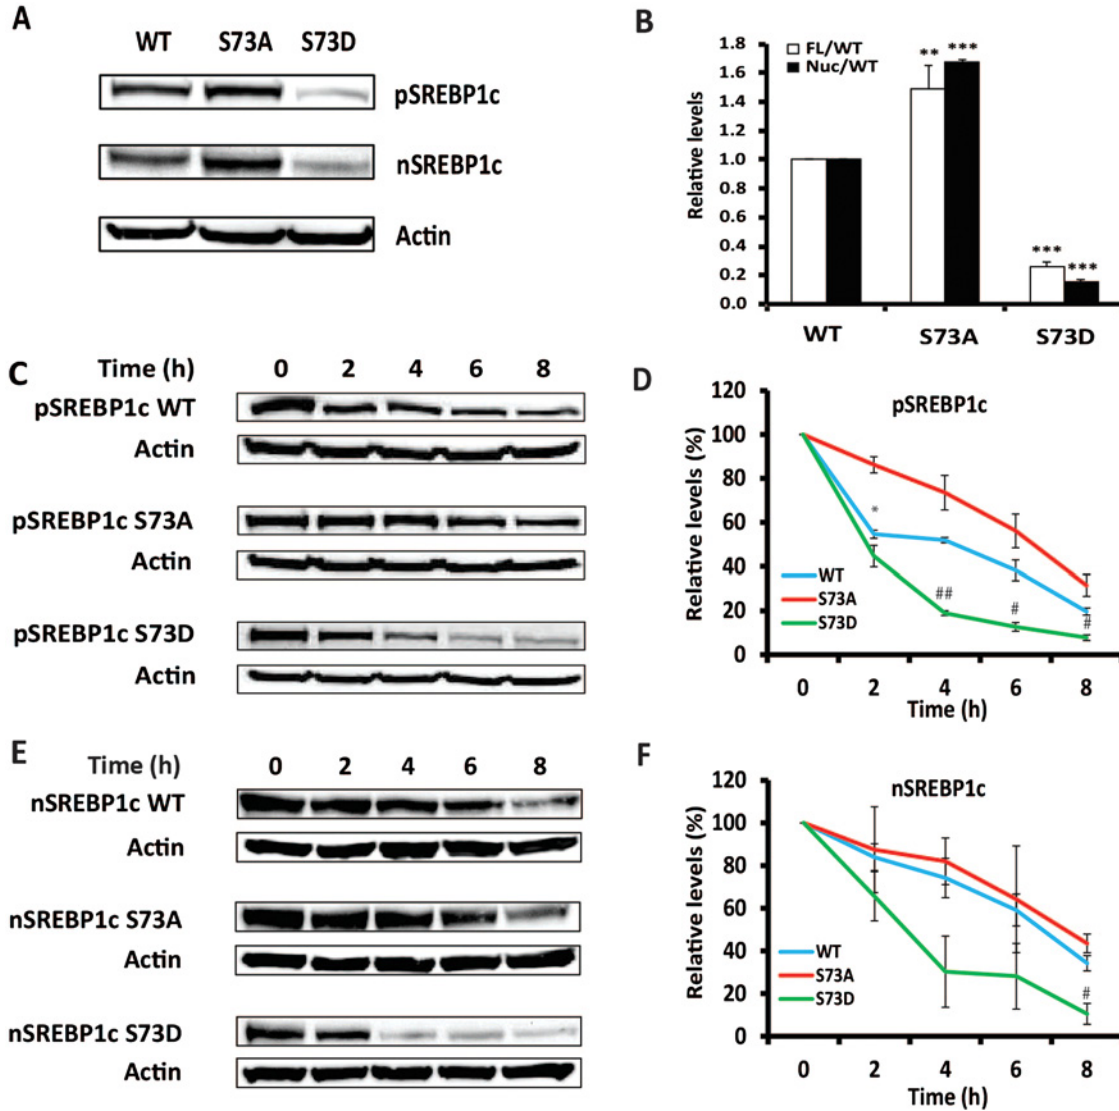 A
WT S73A S73D
pSREBP1c
nSREBP1c
Actin
B
Relative levels
1.8
1.6
1.4
1.2
1.0
0.8
0.6
0.4
0.2
0.0
FL/WT
Nuc/WT
** ***
*** ***
WT S73A S73D
C
Time (h) 0 2 4 6 8
pSREBP1c WT
Actin
pSREBP1c S73A
Actin
pSREBP1c S73D
Actin
D
pSREBP1c
Relative levels (%)
120
100
80
60
40
20
0
*
##
#
#
WT
S73A
S73D
0 2 4 6 8
Time (h)
E
Time (h) 0 2 4 6 8
nSREBP1c WT
Actin
nSREBP1c S73A
Actin
nSREBP1c S73D
Actin
F
nSREBP1c
Relative levels (%)
120
100
80
60
40
20
0
#
WT
S73A
S73D
0 2 4 6 8
Time (h)